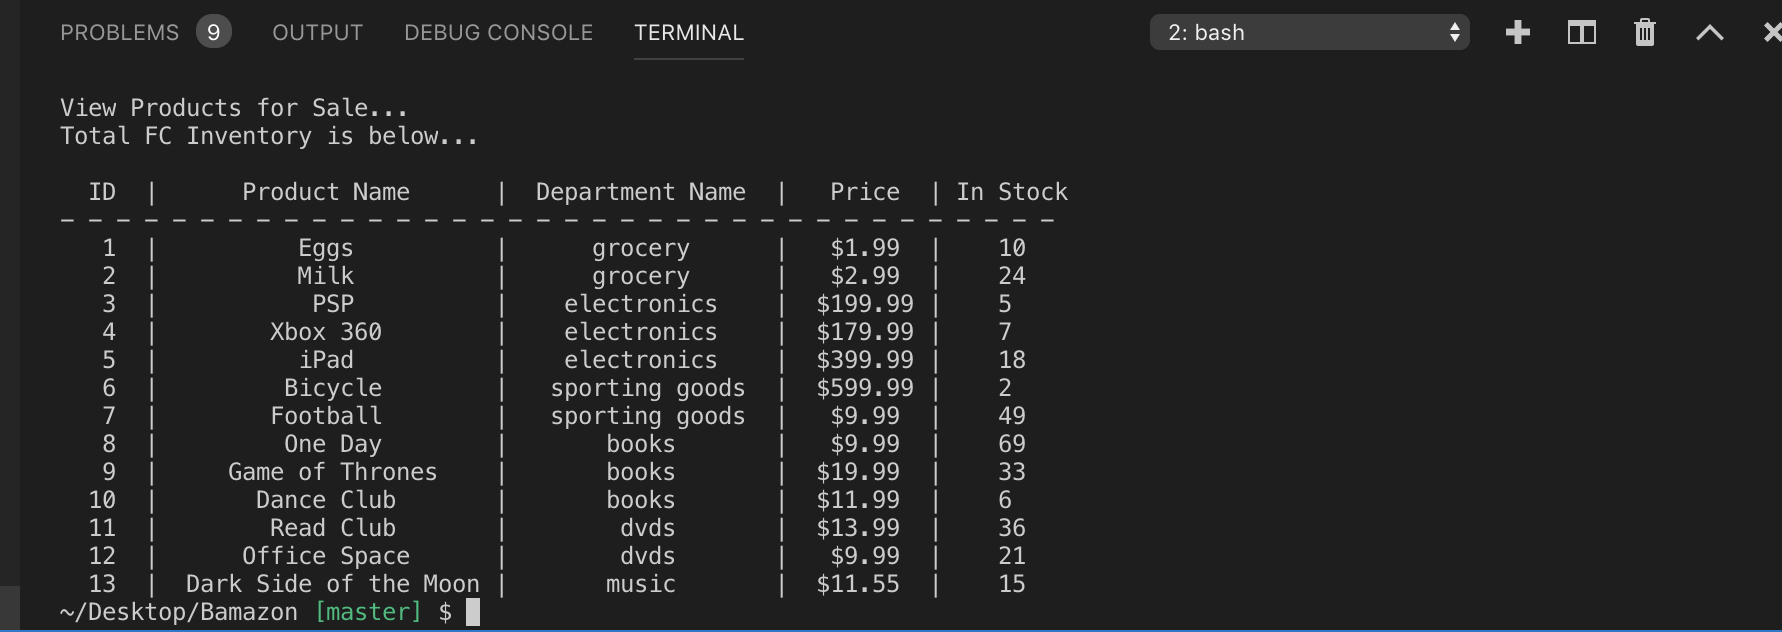 PROBLEMS 9 OUTPUT DEBUG CONSOLE TERMINAL 2: bash
View Products for Sale...
Total FC Inventory is below...
ID | Product Name | Department Name | Price | In Stock
- - - - - - - - - - - - - - - - - - - - - - - - - - - - - - - - - - - -
1 | Eggs | grocery | $1.99 | 10
2 | Milk | grocery | $2.99 | 24
3 | PSP | electronics | $199.99 | 5
4 | Xbox 360 | electronics | $179.99 | 7
5 | iPad | electronics | $399.99 | 18
6 | Bicycle | sporting goods | $599.99 | 2
7 | Football | sporting goods | $9.99 | 49
8 | One Day | books | $9.99 | 69
9 | Game of Thrones | books | $19.99 | 33
10 | Dance Club | books | $11.99 | 6
11 | Read Club | dvds | $13.99 | 36
12 | Office Space | dvds | $9.99 | 21
13 | Dark Side of the Moon | music | $11.55 | 15
~/Desktop/Bamazon [master] $